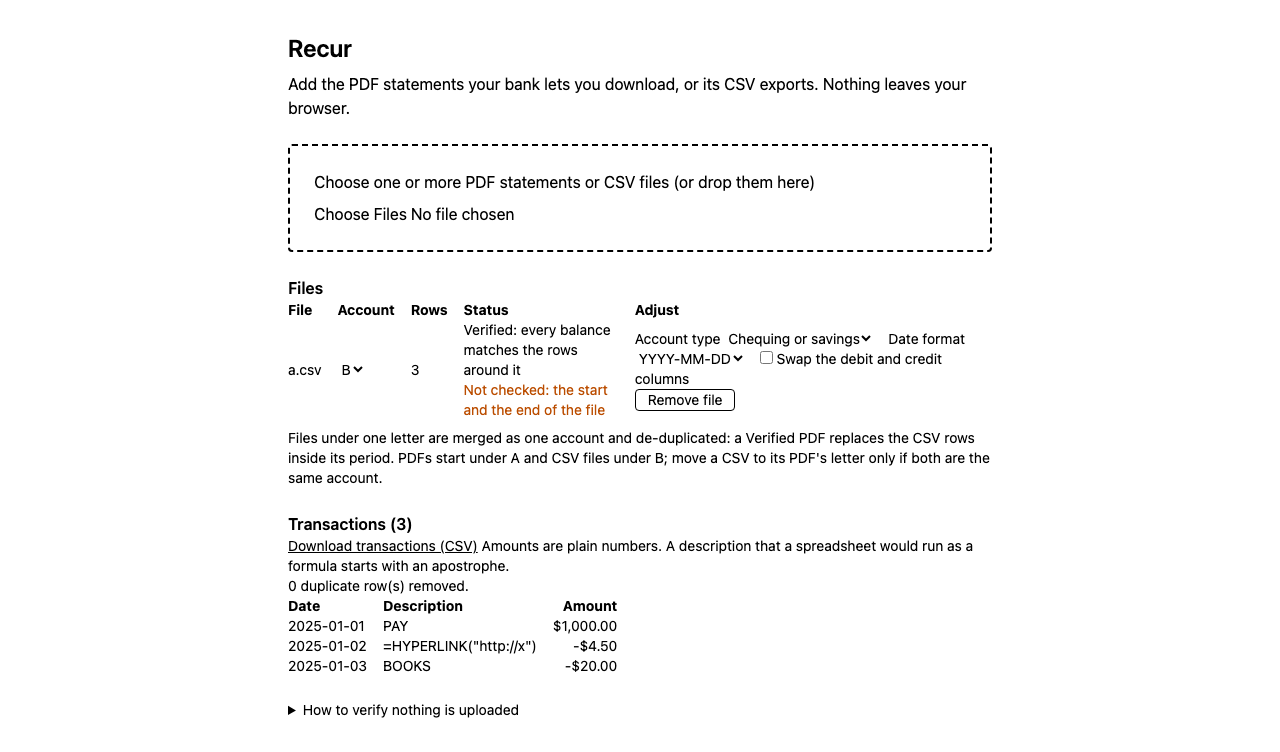 Recur
Add the PDF statements your bank lets you download, or its CSV exports. Nothing leaves your
browser.
Choose one or more PDF statements or CSV files (or drop them here)
Choose Files No file chosen
Files
File Account Rows Status Adjust
a.csv B 3
Verified: every balance
matches the rows
around it
Not checked: the start
and the end of the file
Account type Chequing or savings Date format
YYYY-MM-DD Swap the debit and credit
columns
Remove file
Files under one letter are merged as one account and de-duplicated: a Verified PDF replaces the CSV rows
inside its period. PDFs start under A and CSV files under B; move a CSV to its PDF's letter only if both are the
same account.
Transactions (3)
Download transactions (CSV) Amounts are plain numbers. A description that a spreadsheet would run as a
formula starts with an apostrophe.
0 duplicate row(s) removed.
Date Description Amount
2025-01-01 PAY $1,000.00
2025-01-02 =HYPERLINK("http://x") -$4.50
2025-01-03 BOOKS -$20.00
How to verify nothing is uploaded